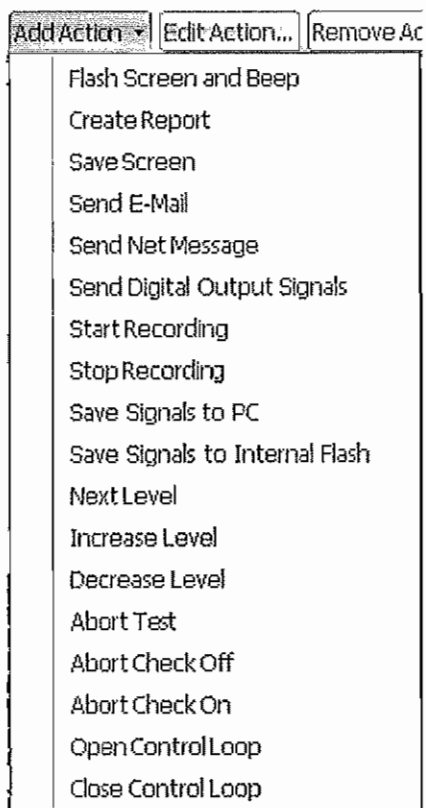 Add Action Edit Action... Remove Ac
Flash Screen and Beep
Create Report
Save Screen
Send E-Mail
Send Net Message
Send Digital Output Signals
Start Recording
Stop Recording
Save Signals to PC
Save Signals to Internal Flash
Next Level
Increase Level
Decrease Level
Abort Test
Abort Check Off
Abort Check On
Open Control Loop
Close Control Loop